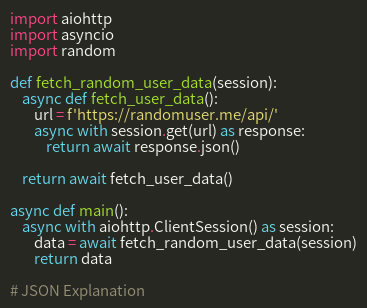 import aiohttp
import asyncio
import random

def fetch_random_user_data(session):
    async def fetch_user_data():
        url = f'https://randomuser.me/api/'
        async with session.get(url) as response:
            return await response.json()

    return await fetch_user_data()

async def main():
    async with aiohttp.ClientSession() as session:
        data = await fetch_random_user_data(session)
        return data

# JSON Explanation